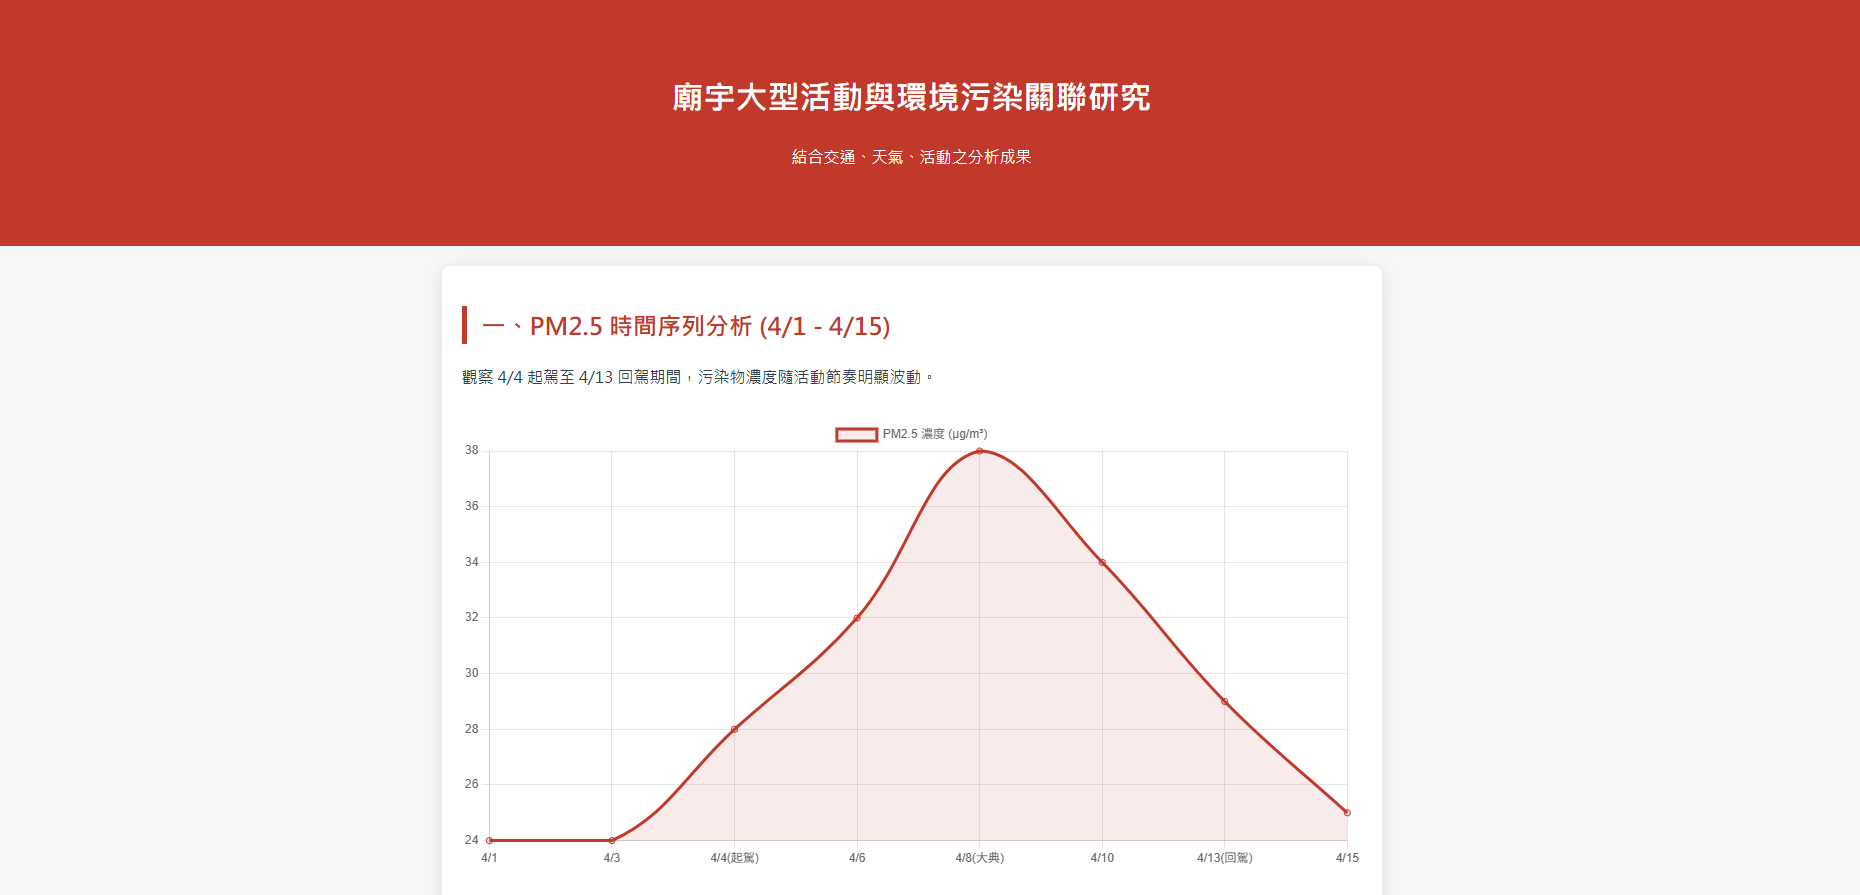 廟宇大型活動與環境污染關聯研究
結合交通、天氣、活動之分析成果
一、PM2.5 時間序列分析 (4/1 - 4/15)
觀察 4/4 起駕至 4/13 回駕期間，污染物濃度隨活動節奏明顯波動。
PM2.5 濃度 (μg/m³)
38
36
34
32
30
28
26
24
4/1 4/3 4/4(起駕) 4/6 4/8(大典) 4/10 4/13(回駕) 4/15